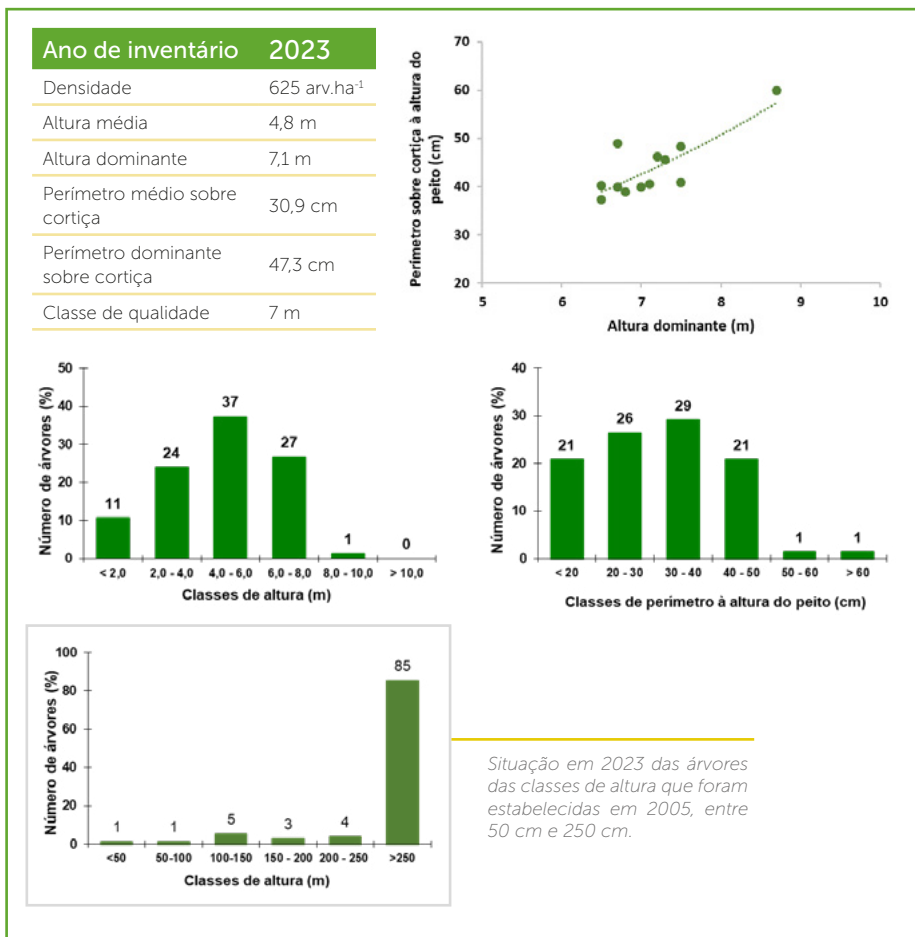 Ano de inventário 2023
Densidade 625 arv.ha⁻¹
Altura média 4,8 m
Altura dominante 7,1 m
Perímetro médio sobre
cortiça 30,9 cm
Perímetro dominante
sobre cortiça 47,3 cm
Classe de qualidade 7 m
Perímetro sobre cortiça à altura do
peito (cm)
70
60
50
40
30
20
5 6 7 8 9 10
Altura dominante (m)
Número de árvores (%)
50
40
30
20
10
0
11 24 37 27 1 0
< 2,0 2,0 - 4,0 4,0 - 6,0 6,0 - 8,0 8,0 - 10,0 > 10,0
Classes de altura (m)
Número de árvores (%)
40
30
20
10
0
21 26 29 21 1 1
< 20 20 - 30 30 - 40 40 - 50 50 - 60 > 60
Classes de perimetro à altura do peito (cm)
Número de árvores (%)
100
80
60
40
20
0
1 1 5 3 4 85
<50 50-100 100-150 150 - 200 200 - 250 >250
Classes de altura (m)
Situação em 2023 das árvores
das classes de altura que foram
estabelecidas em 2005, entre
50 cm e 250 cm.